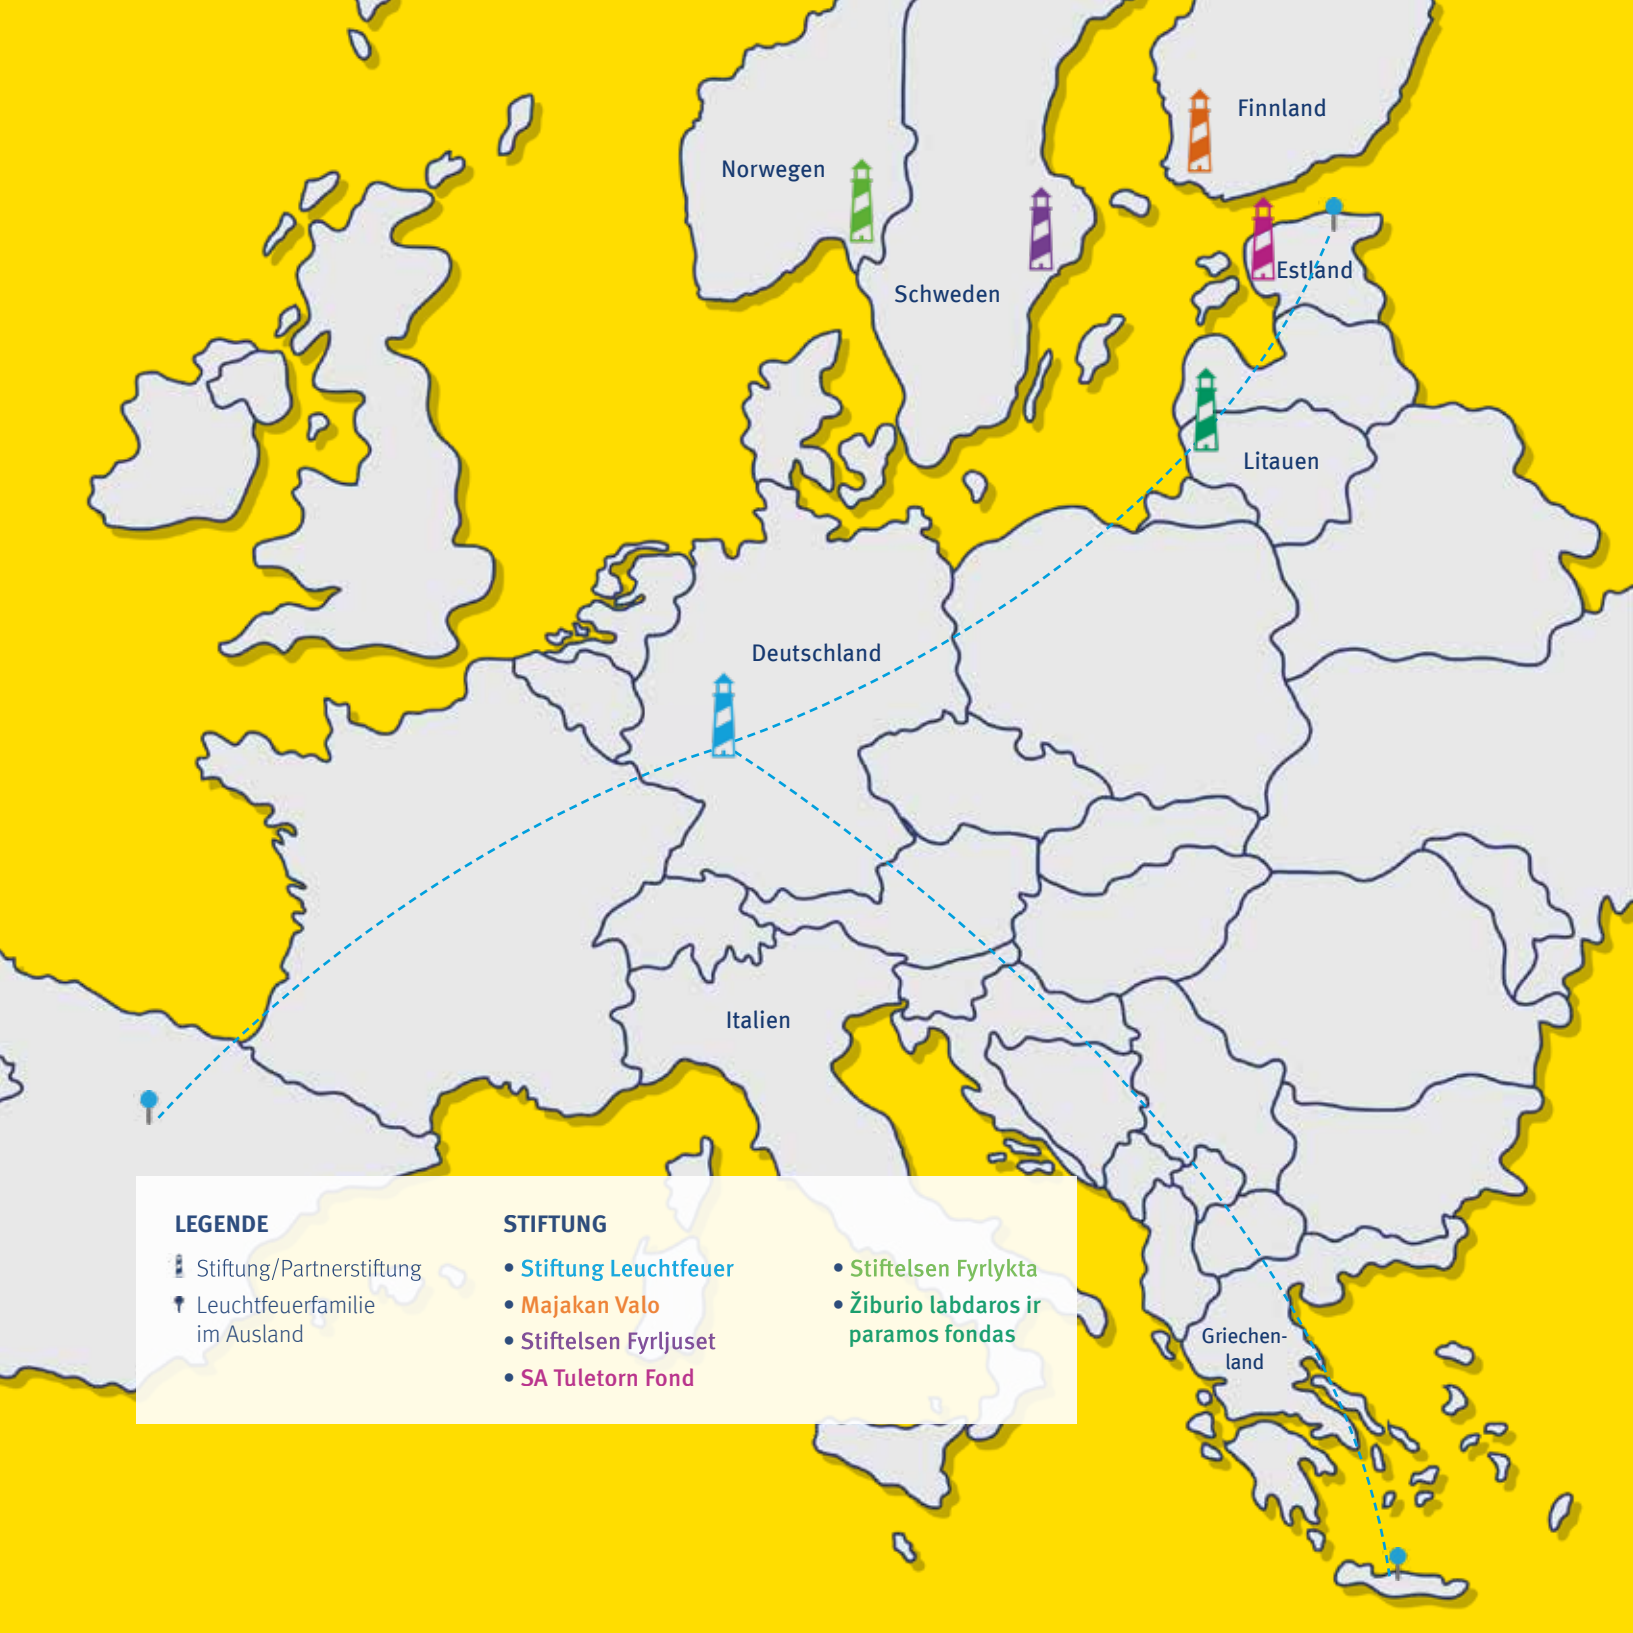 Finnland
Norwegen
Estland
Schweden
Litauen
Deutschland
Italien
Griechen-
land
LEGENDE
Stiftung/Partnerstiftung
Leuchtfeuerfamilie
im Ausland
STIFTUNG
• Stiftung Leuchtfeuer
• Majakan Valo
• Stiftelsen Fyrljuset
• SA Tuletorn Fond
• Stiftelsen Fyrlykta
• Žiburio labdaros ir
paramos fondas